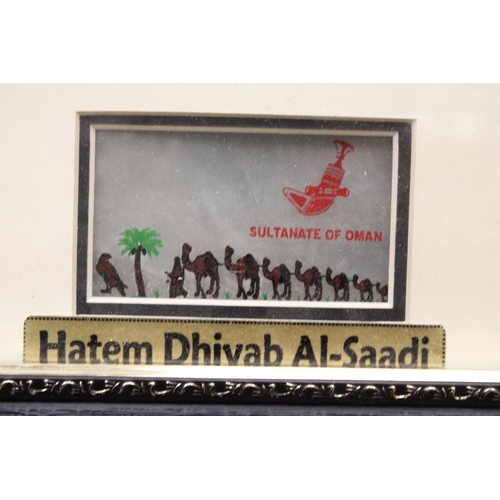 SULTANATE OF OMAN
Hatem Dhiyab Al-Saadi